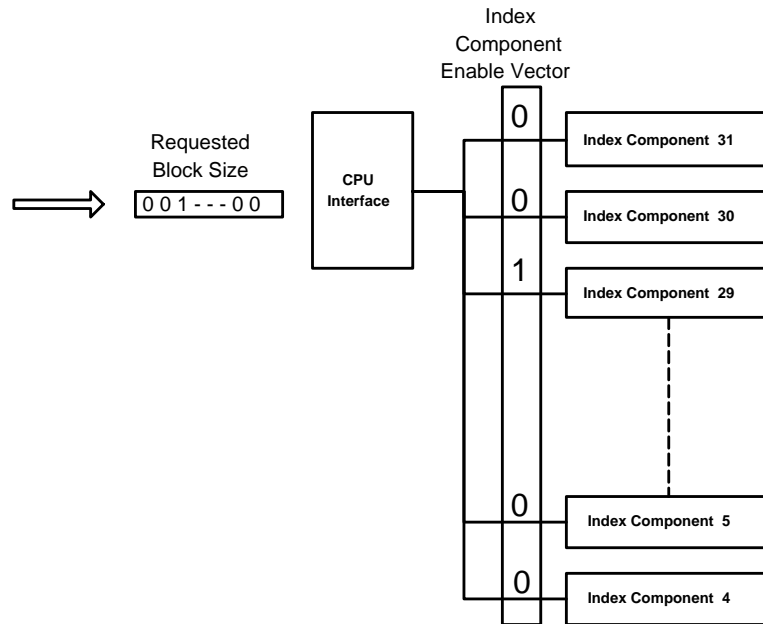 Index
Component
Enable Vector
Requested
Block Size
0 0 1 - - - 0 0
CPU
Interface
0
Index Component 31
0
Index Component 30
1
Index Component 29
0
Index Component 5
0
Index Component 4